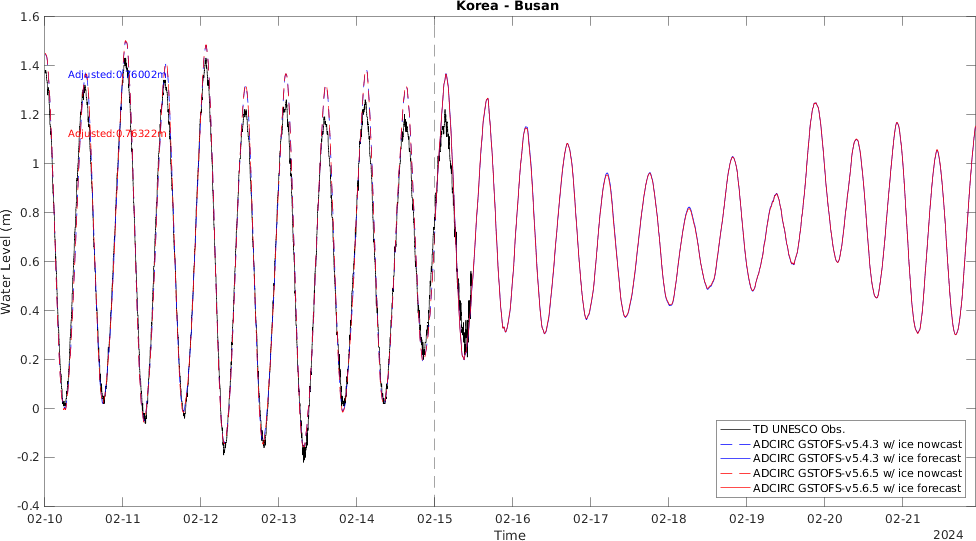 Korea - Busan
1.6
1.4
1.2
1
0.8
0.6
0.4
0.2
0
-0.2
-0.4
Water Level (m)
Adjusted:0.76002m
Adjusted:0.76322m
TD UNESCO Obs.
ADCIRC GSTOFS-v5.4.3 w/ ice nowcast
ADCIRC GSTOFS-v5.4.3 w/ ice forecast
ADCIRC GSTOFS-v5.6.5 w/ ice nowcast
ADCIRC GSTOFS-v5.6.5 w/ ice forecast
02-10 02-11 02-12 02-13 02-14 02-15 02-16 02-17 02-18 02-19 02-20 02-21
Time
2024